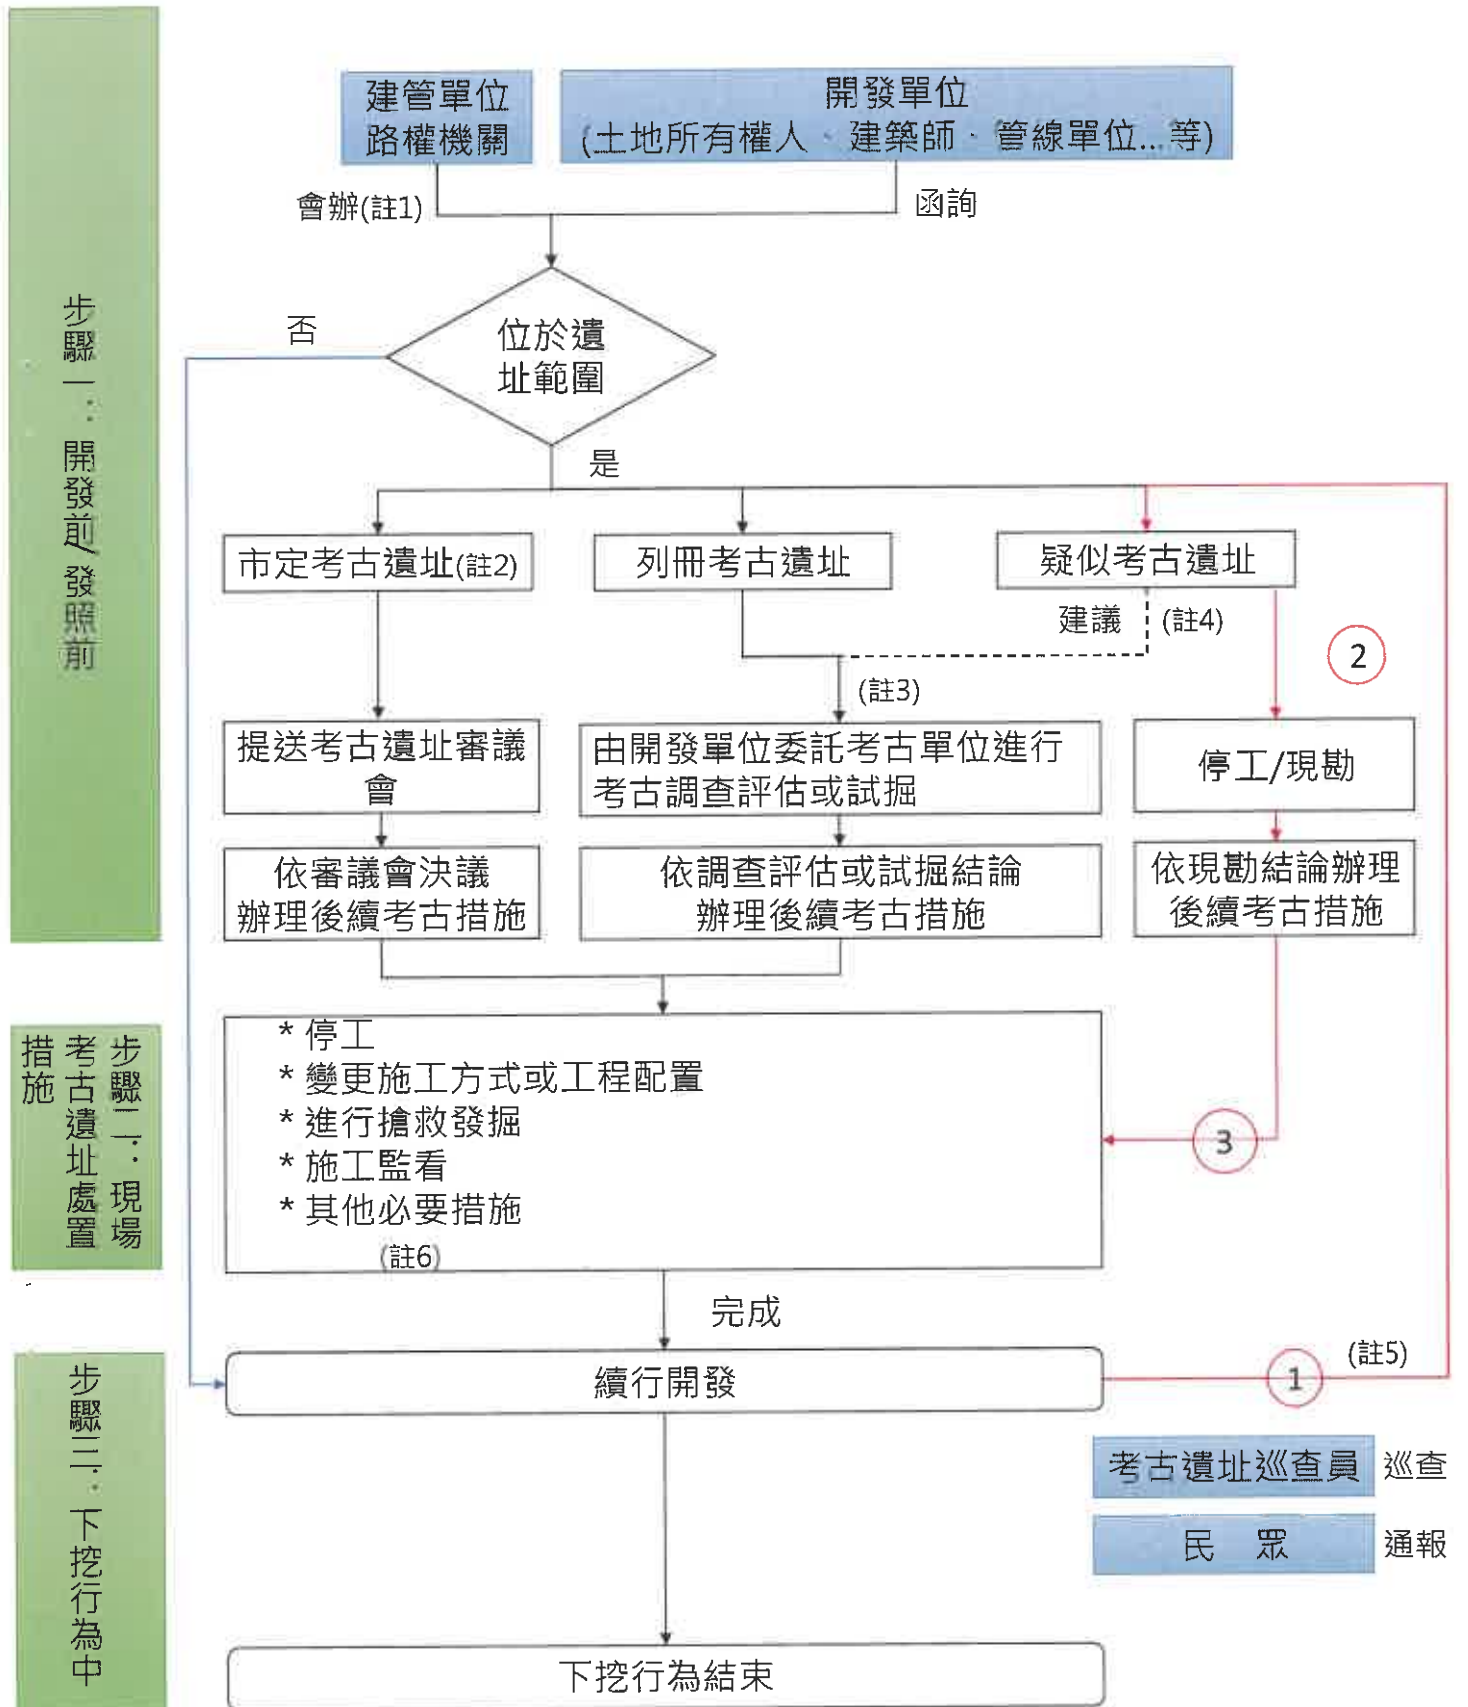 建管單位
路權機關
開發單位
(土地所有權人、建築師、管線單位...等)
會辦(註1)
函詢
步驟一：開發前/發照前
位於遺
址範圍
否
是
市定考古遺址(註2)
列冊考古遺址
疑似考古遺址
建議
(註4)
2
(註3)
提送考古遺址審議
會
由開發單位委託考古單位進行
考古調查評估或試掘
停工/現勘
依審議會決議
辦理後續考古措施
依調查評估或試掘結論
辦理後續考古措施
依現勘結論辦理
後續考古措施
步驟二：現場
考古遺址處置
措施
* 停工
* 變更施工方式或工程配置
* 進行搶救發掘
* 施工監看
* 其他必要措施
(註6)
3
完成
續行開發
1
(註5)
步驟三：下挖行為中
考古遺址巡查員
巡查
民 眾
通報
下挖行為結束